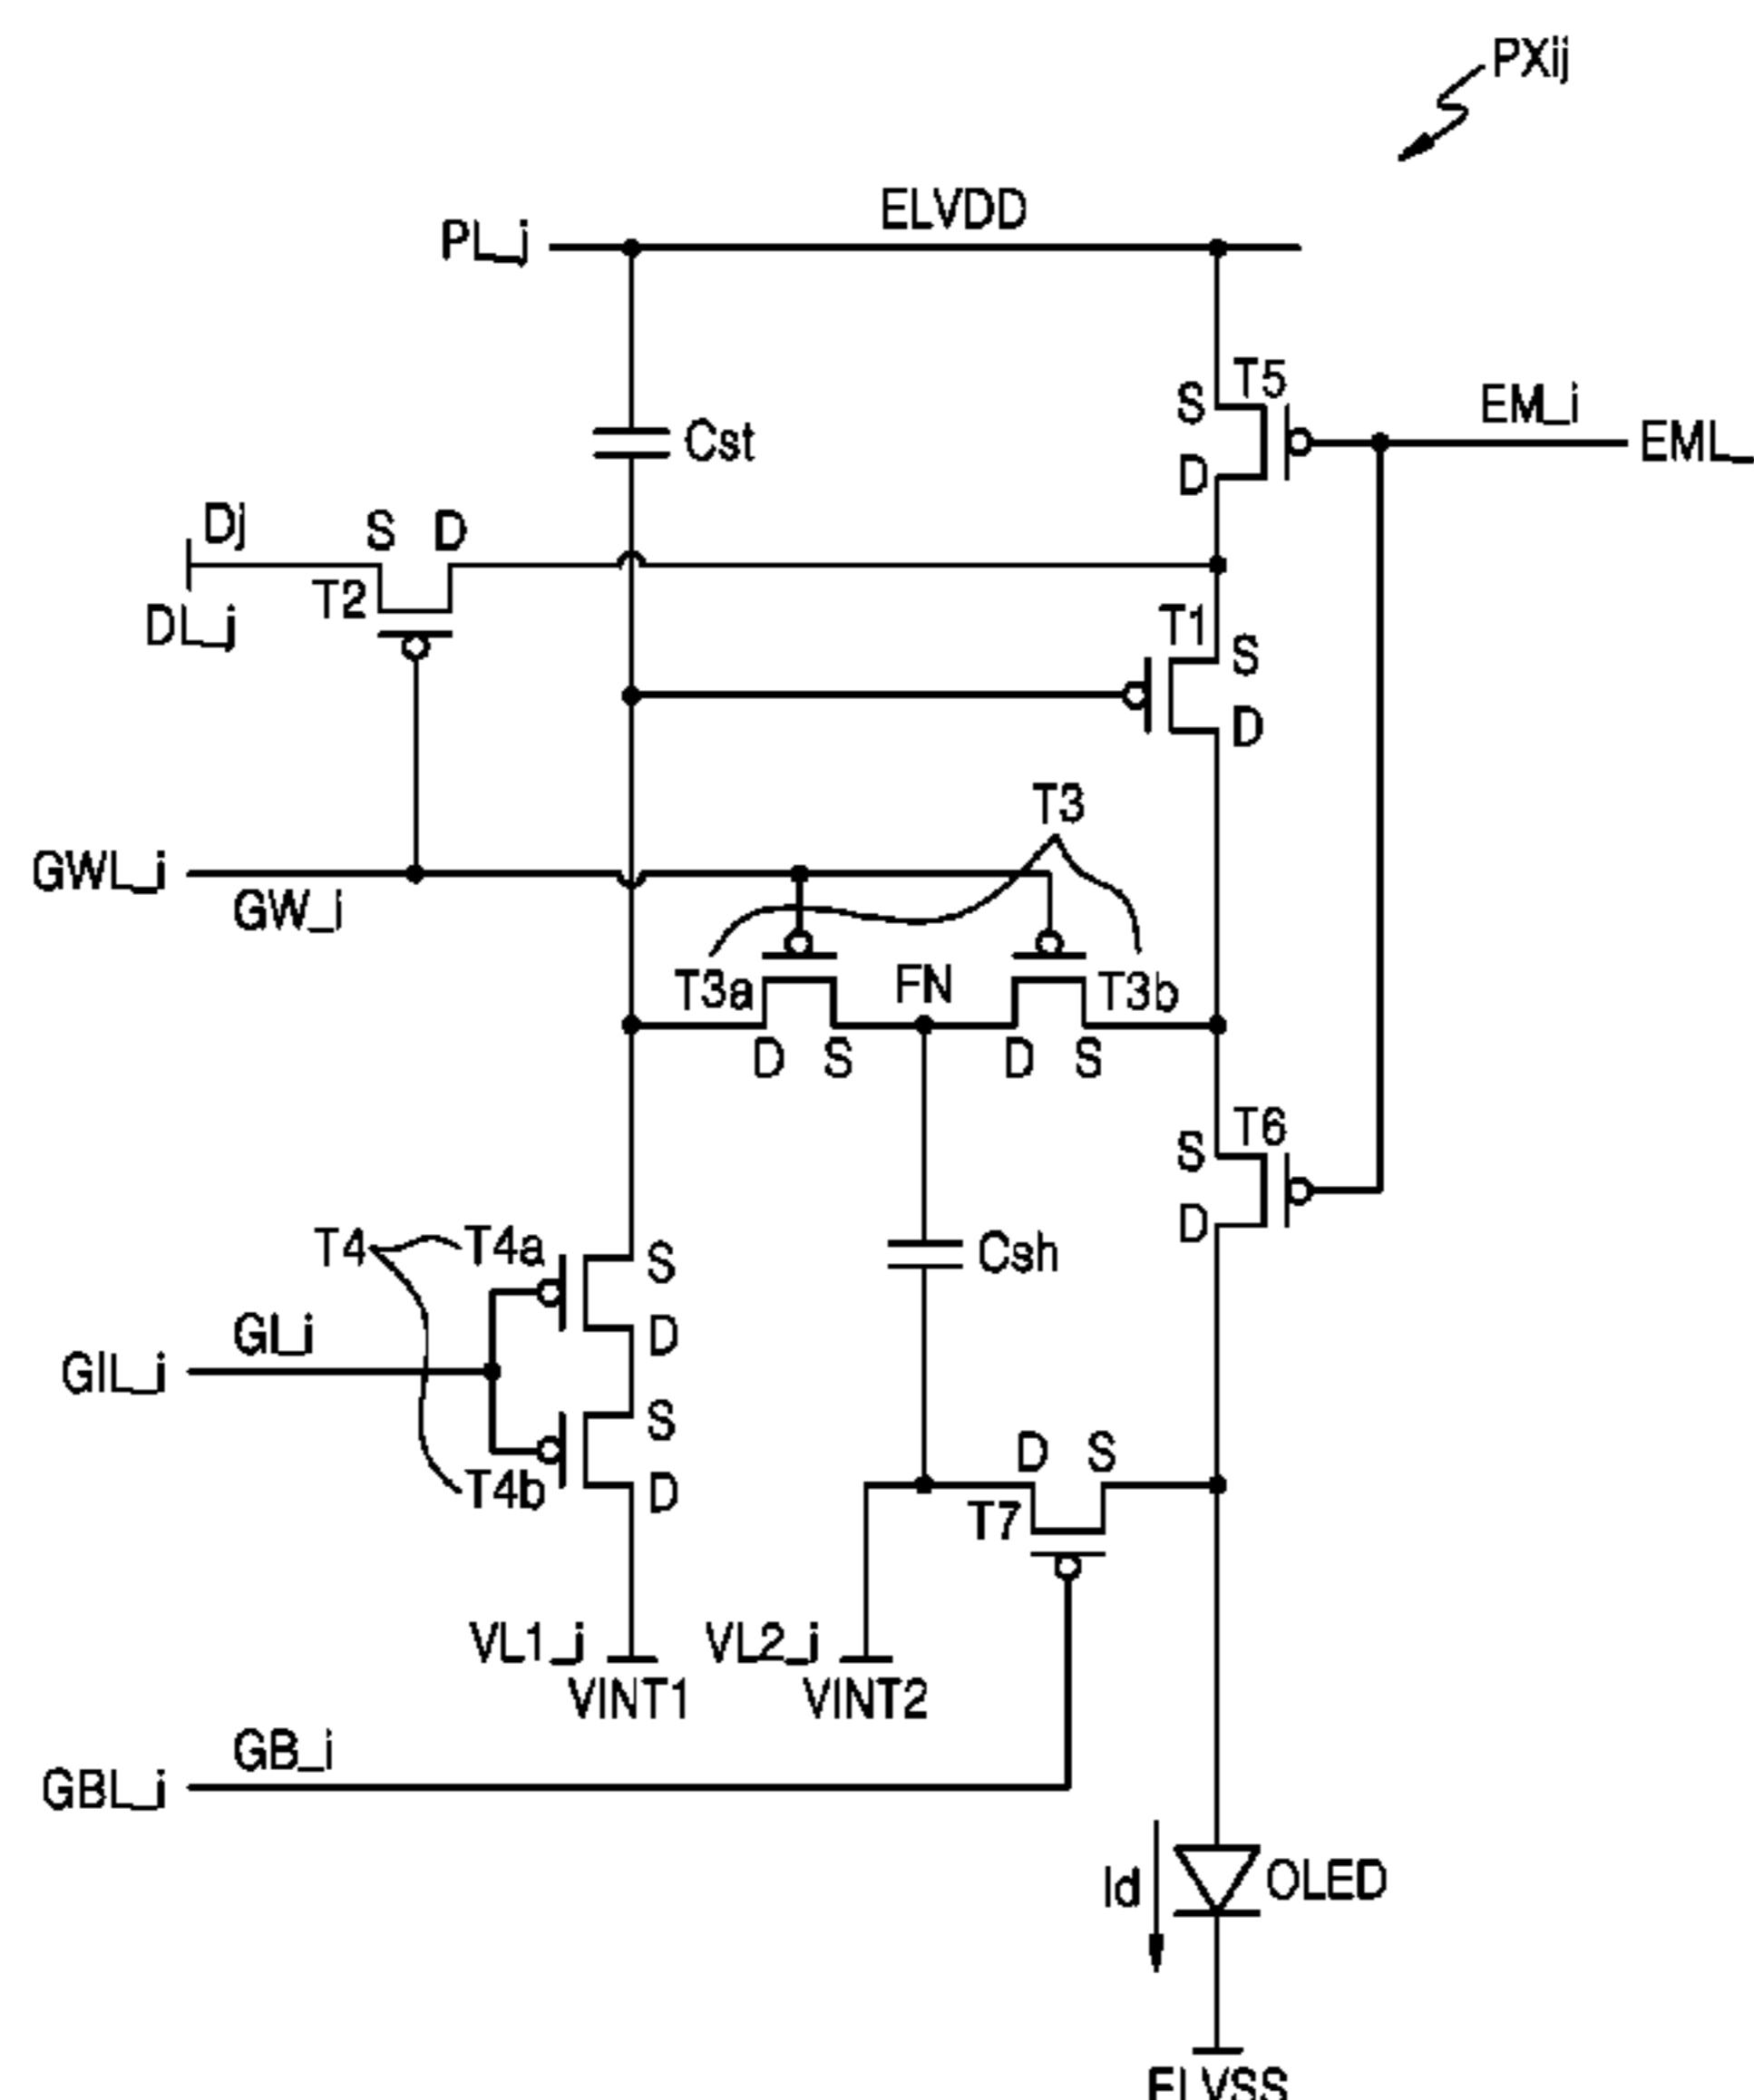 PXij
ELVDD
PL_j
T5
S
EM_i
EML_
Cst
D
Dj
S D
T2
DL_j
T1
S
D
T3
GWL_i
GW_i
T3a
FN
T3b
D S
D S
T6
S
D
T4
T4a
S
Csh
D
GI_i
GIL_i
S
T4b
D
D S
T7
VL1_j
VL2_j
VINT1
VINT2
GB_i
GBL_i
Id
OLED
ELVSS